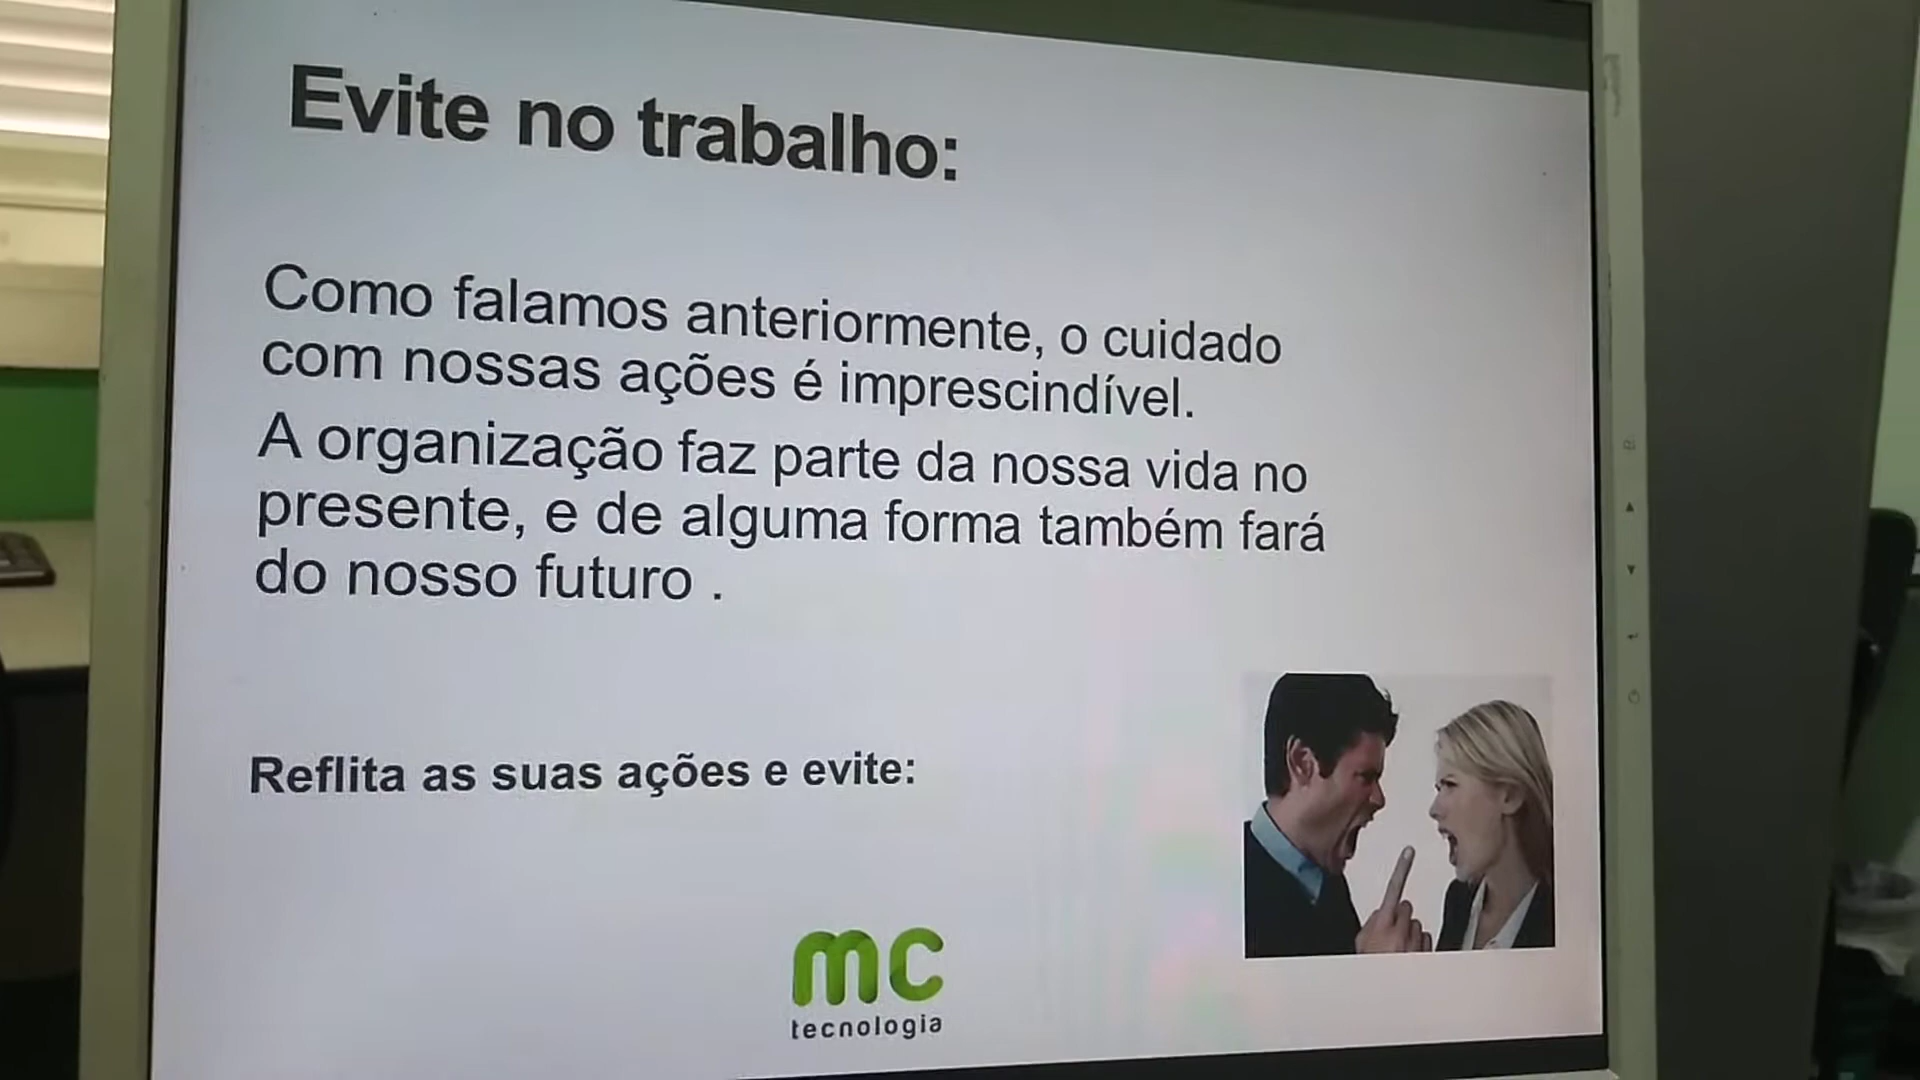 Evite no trabalho:
Como falamos anteriormente, o cuidado
com nossas ações é imprescindível.
A organização faz parte da nossa vida no
presente, e de alguma forma também fará
do nosso futuro .
Reflita as suas ações e evite:
mc
tecnologia